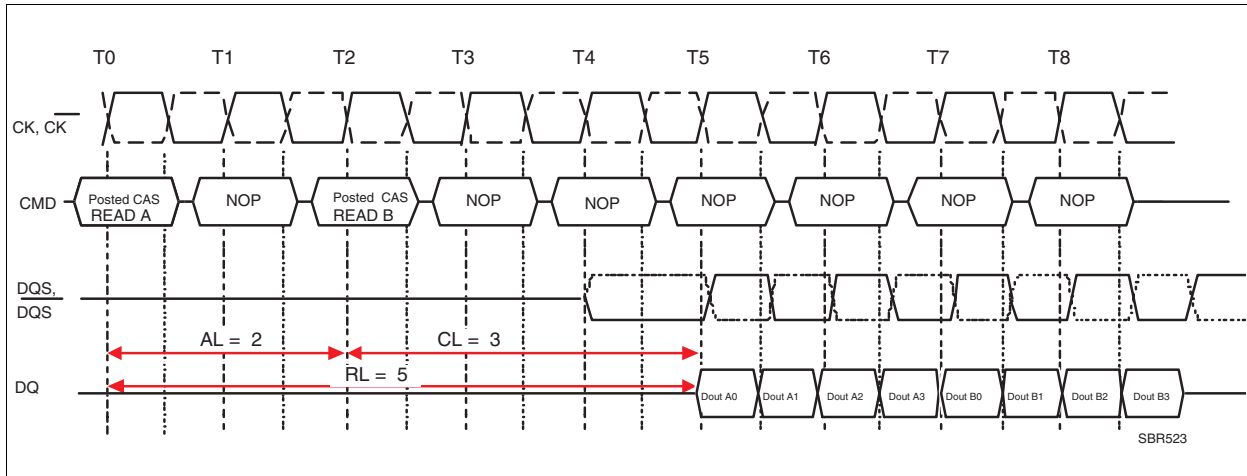 T0 T1 T2 T3 T4 T5 T6 T7 T8
CK, CK
CMD
Posted CAS
READ A
NOP
Posted CAS
READ B
NOP
NOP
NOP
NOP
NOP
NOP
DQS,
DQS
AL = 2
CL = 3
RL = 5
DQ
Dout A0
Dout A1
Dout A2
Dout A3
Dout B0
Dout B1
Dout B2
Dout B3
SBR523